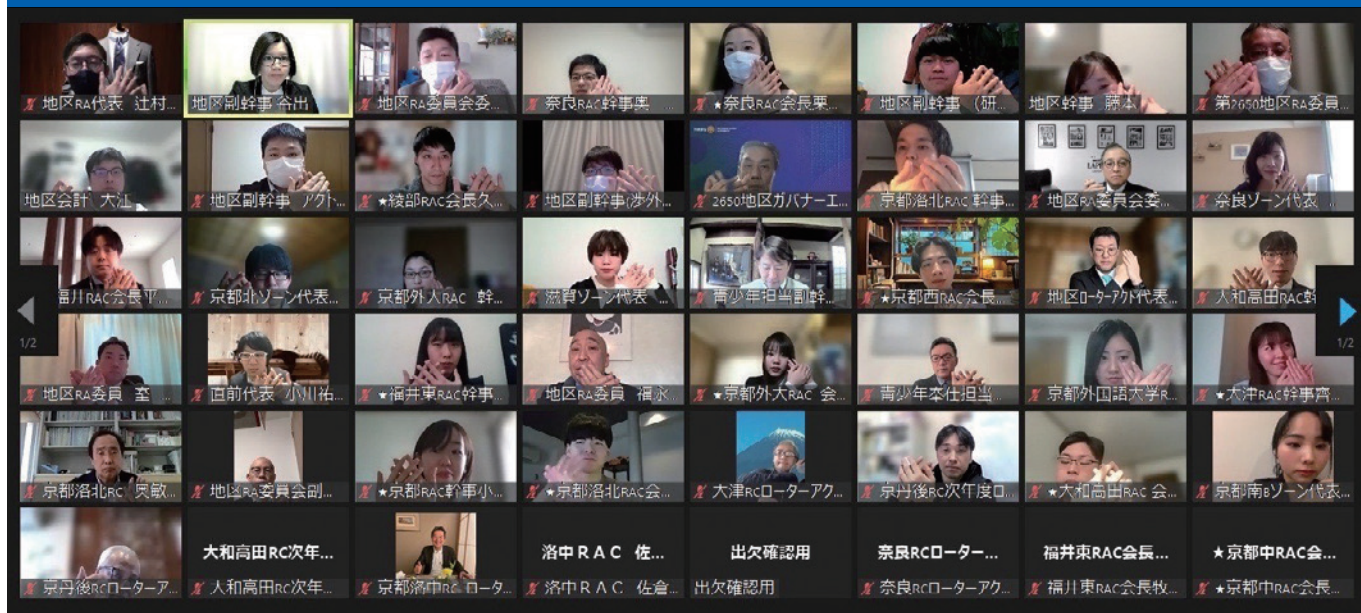 地区RA代表 辻村...
地区副幹事 今出
地区RA委員会委...
奈良RAC幹事奥 ...
★奈良RAC会長栗...
地区副幹事 (研...
地区幹事 藤本
第2650地区RA委員...
地区会計 大江
地区副幹事 アクト...
★綾部RAC会長久...
地区副幹事(渉外...
2650地区ガバナーエ...
京都洛北RAC 幹事...
地区RA委員会委...
奈良ゾーン代表 ...
福井RAC会長平...
京都北ゾーン代表...
京都外大RAC 幹...
滋賀ゾーン代表 ...
青少年担当副幹...
★京都西RAC会長...
地区ローターアクト代表...
大和高田RAC幹
1/2
1/2
地区RA委員 室 ...
直前代表 小川祐...
★福井東RAC幹事...
地区RA委員 福永...
★京都外大RAC 会...
青少年奉仕担当...
京都外国語大学R...
★大津RAC幹事齊...
京都洛北RC 奥敏...
地区RA委員会副...
★京都RAC幹事小...
★京都洛北RAC会...
大津RCローターアク...
京丹後RC次年度ロ...
★大和高田RAC 会...
京都南Bゾーン代表...
大和高田RC次年...
洛中RAC 佐...
出欠確認用
奈良RCローター...
福井東RAC会長...
★京都中RAC会...
京丹後RCローターア...
大和高田RC次年...
京都洛中RC ロータ...
洛中RAC 佐倉...
出欠確認用
奈良RCローターアク...
福井東RAC会長牧...
★京都中RAC会長...